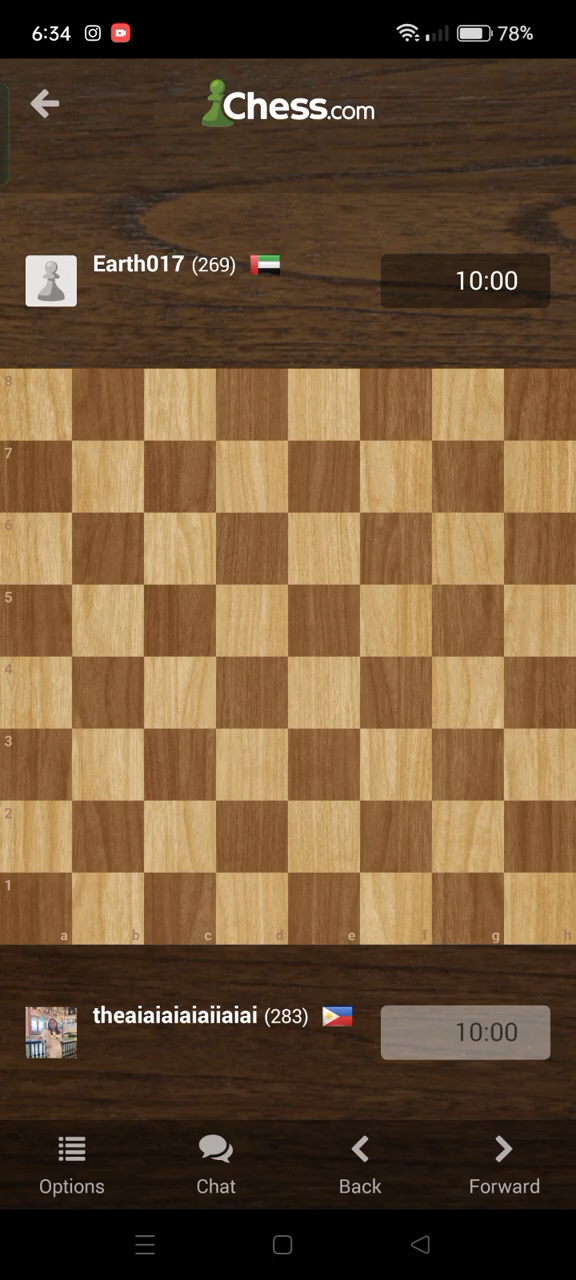 6:34 78%
Chess.com
Earth017 (269)
10:00
8
7
6
5
4
3
2
1
a b c d e f g h
theaiaiaiaiaiiaiai (283)
10:00
Options Chat Back Forward